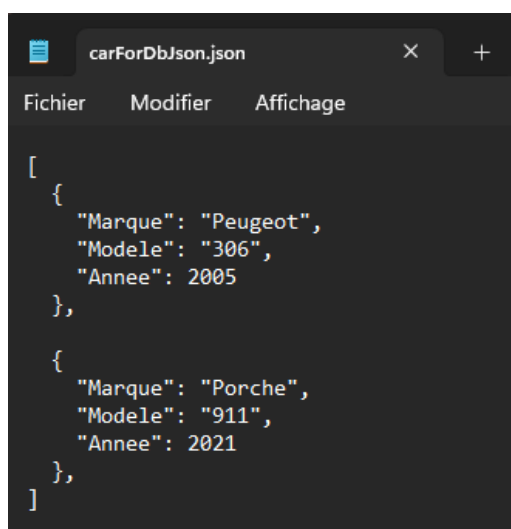 carForDbJson.json
Fichier Modifier Affichage
[
{
"Marque": "Peugeot",
"Modele": "306",
"Annee": 2005
},
{
"Marque": "Porche",
"Modele": "911",
"Annee": 2021
},
]